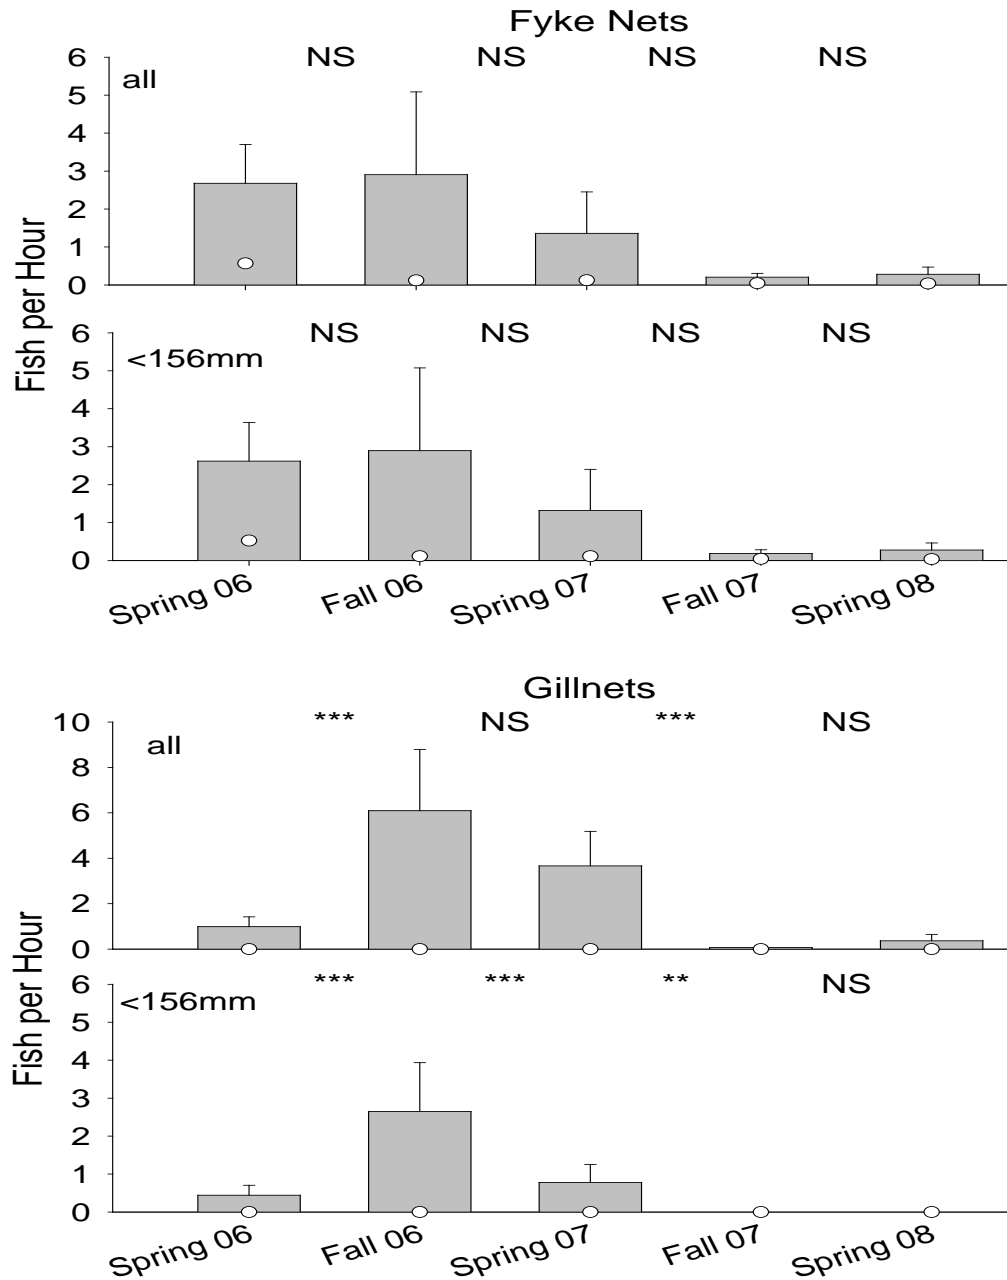 Fyke Nets
NS NS NS NS
all
6
5
4
3
2
1
0
NS NS NS NS
<156mm
6
5
4
3
2
1
0
Fish per Hour
Spring 06 Fall 06 Spring 07 Fall 07 Spring 08
Gillnets
*** NS *** NS
all
10
8
6
4
2
0
*** *** ** NS
<156mm
6
5
4
3
2
1
0
Fish per Hour
Spring 06 Fall 06 Spring 07 Fall 07 Spring 08